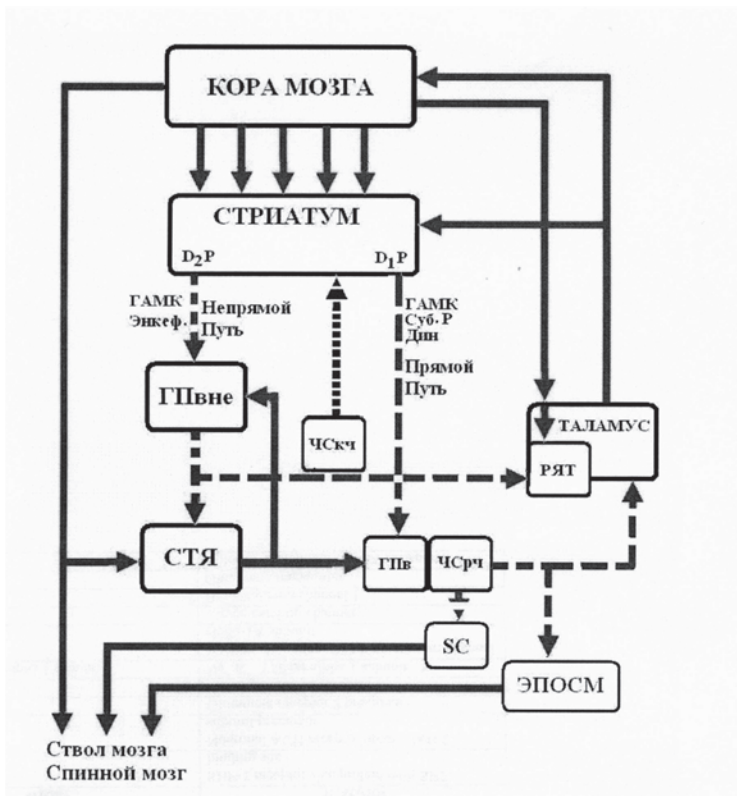 КОРА МОЗГА
СТРИАТУМ
D2P
D1P
ГАМК
Энкеф.
Непрямой
Путь
ГАМК
Суб. Р
Дин
Прямой
Путь
ГПвне
ЧСкч
ТАЛАМУС
РЯТ
СТЯ
ГПв
ЧСрч
SC
ЭПОСМ
Ствол мозга
Спинной мозг